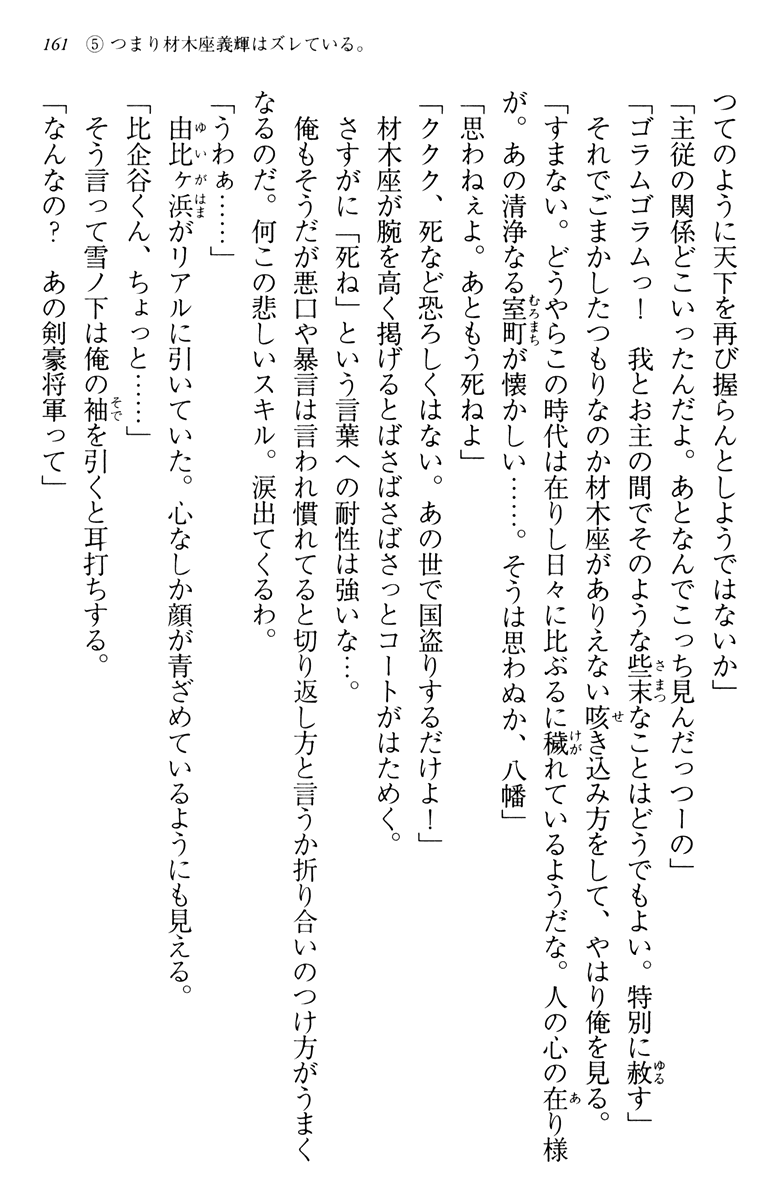 161　⑤ つまり材木座義輝はズレている。
つてのように天下を再び握らんとしようではないか」
「主従の関係どこいったんだよ。あとなんでこっち見んだっつーの」
「ゴラムゴラムっ！　我とお主の間でそのような些末なことはどうでもよい。特別に赦す」
　それでごまかしたつもりなのか材木座がありえない咳き込み方をして、やはり俺を見る。
「すまない。どうやらこの時代は在りし日々に比ぶるに穢れているようだな。人の心の在り様
が。あの清浄なる室町が懐かしい……。そうは思わぬか、八幡」
「思わねぇよ。あともう死ねよ」
「ククク、死など恐ろしくはない。あの世で国盗りするだけよ！」
　材木座が腕を高く掲げるとばさばさばさっとコートがはためく。
　さすがに「死ね」という言葉への耐性は強いな…。
　俺もそうだが悪口や暴言は言われ慣れてると切り返し方と言うか折り合いのつけ方がうまく
なるのだ。何この悲しいスキル。涙出てくるわ。
「うわぁ……」
　由比ヶ浜がリアルに引いていた。心なしか顔が青ざめているようにも見える。
「比企谷くん、ちょっと……」
　そう言って雪ノ下は俺の袖を引くと耳打ちする。
「なんなの？　あの剣豪将軍って」